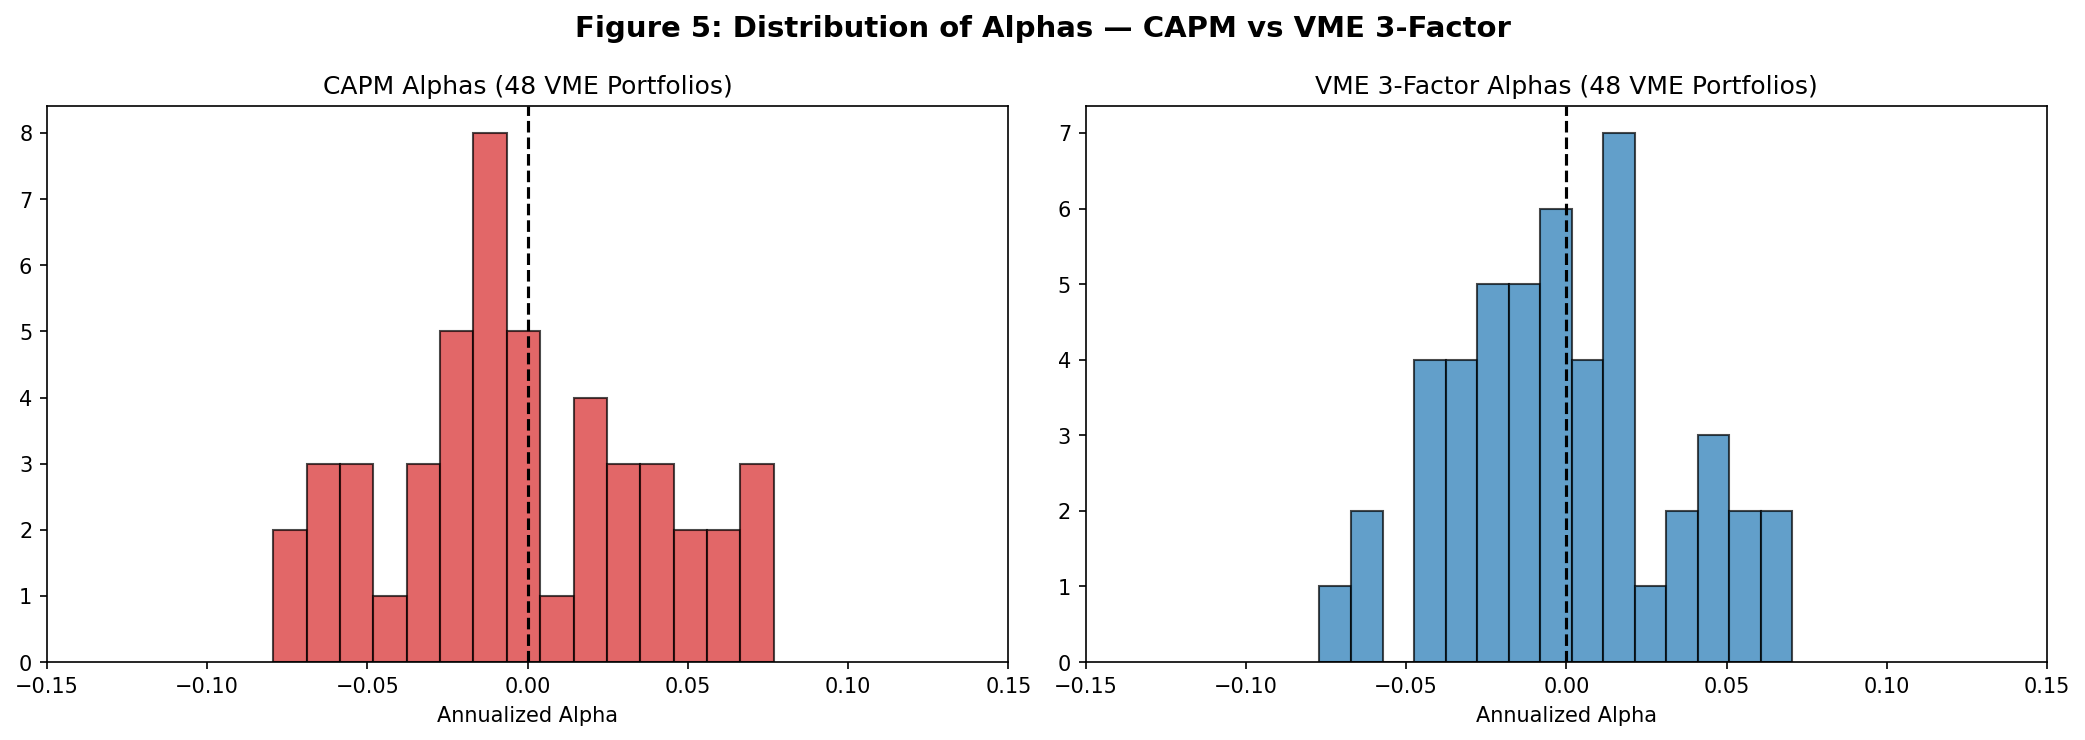 Figure 5: Distribution of Alphas — CAPM vs VME 3-Factor
CAPM Alphas (48 VME Portfolios)
8
7
6
5
4
3
2
1
0
−0.15 −0.10 −0.05 0.00 0.05 0.10 0.15
Annualized Alpha
VME 3-Factor Alphas (48 VME Portfolios)
7
6
5
4
3
2
1
0
−0.15 −0.10 −0.05 0.00 0.05 0.10 0.15
Annualized Alpha